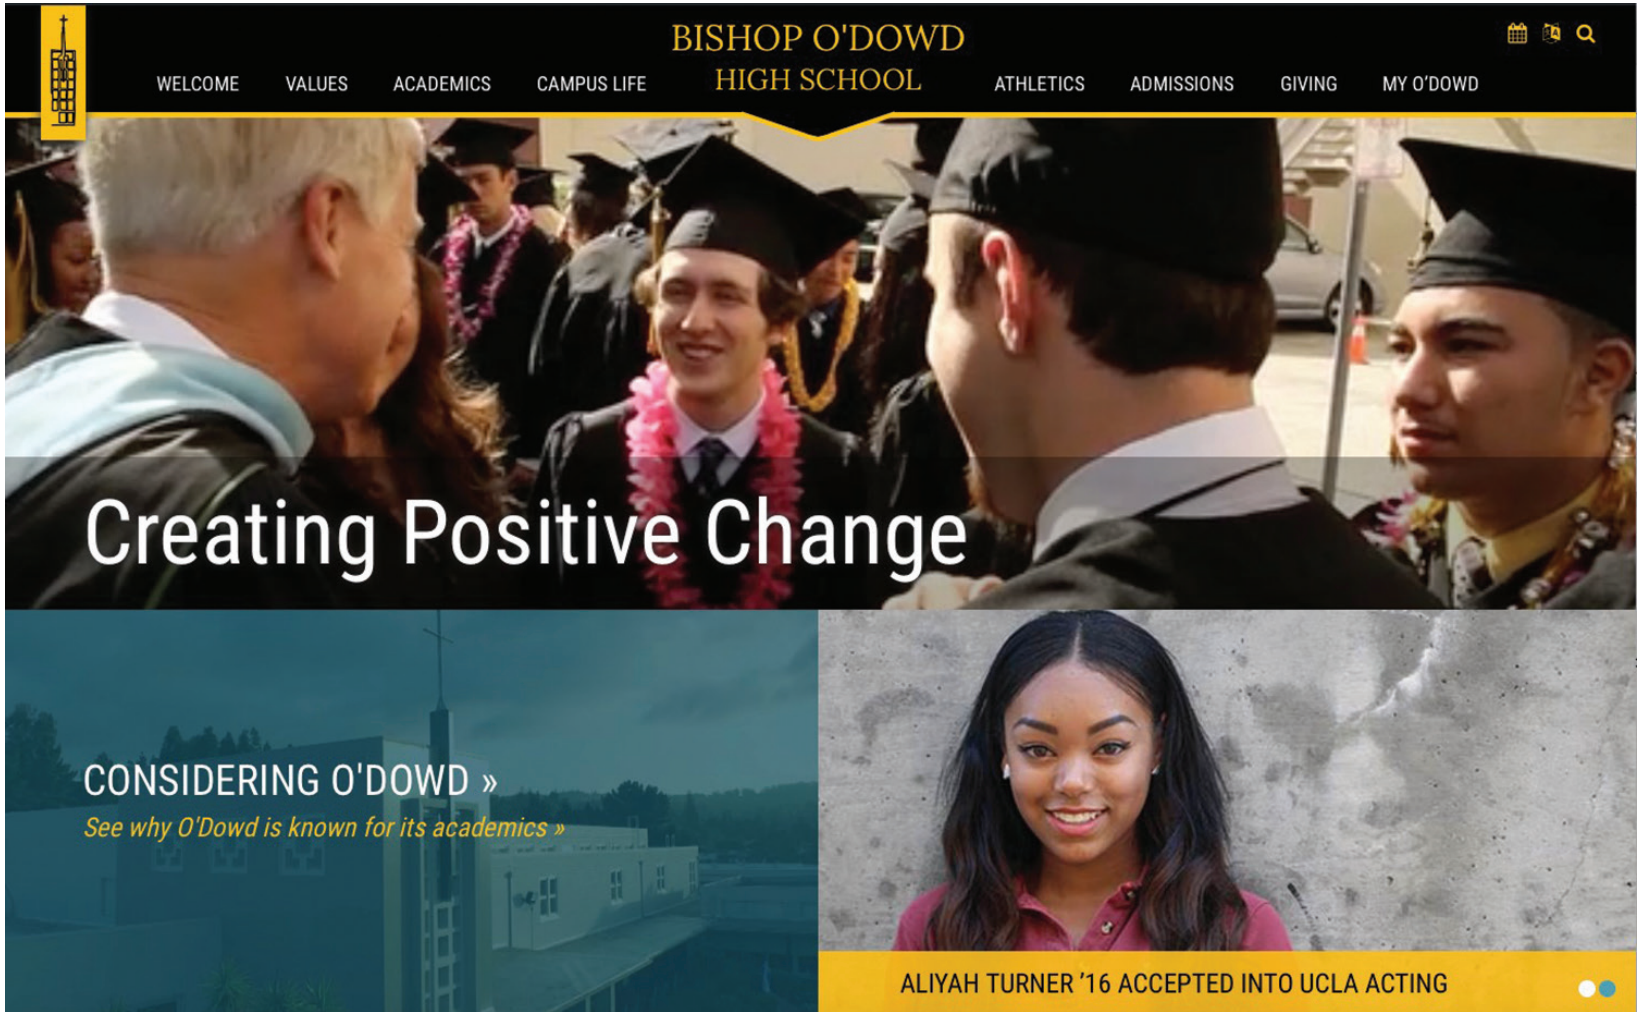 BISHOP O'DOWD
HIGH SCHOOL
WELCOME VALUES ACADEMICS CAMPUS LIFE ATHLETICS ADMISSIONS GIVING MY O'DOWD
Creating Positive Change
CONSIDERING O'DOWD »
See why O'Dowd is known for its academics »
ALIYAH TURNER ’16 ACCEPTED INTO UCLA ACTING